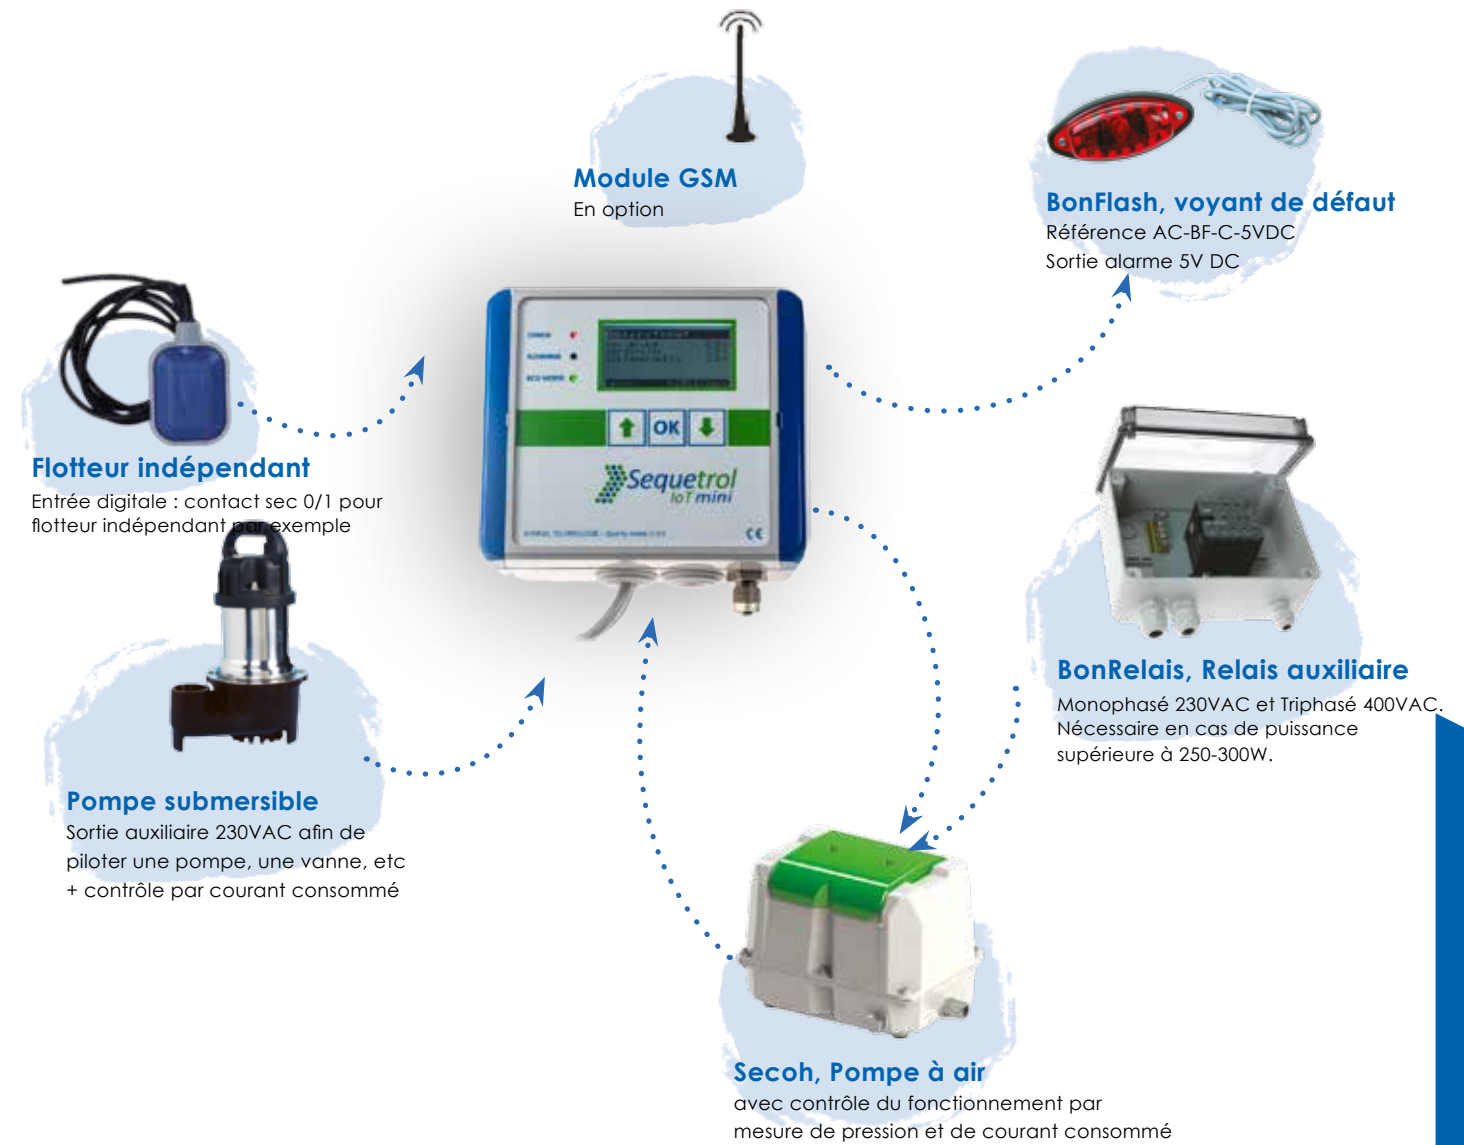 Module GSM
En option
BonFlash, voyant de défaut
Référence AC-BF-C-5VDC
Sortie alarme 5V DC
Flotteur indépendant
Entrée digitale : contact sec 0/1 pour
flotteur indépendant par exemple
OK
Sequetrol
IoT mini
CE
BonRelais, Relais auxiliaire
Monophasé 230VAC et Triphasé 400VAC.
Nécessaire en cas de puissance
supérieure à 250-300W.
Pompe submersible
Sortie auxiliaire 230VAC afin de
piloter une pompe, une vanne, etc
+ contrôle par courant consommé
Secoh, Pompe à air
avec contrôle du fonctionnement par
mesure de pression et de courant consommé